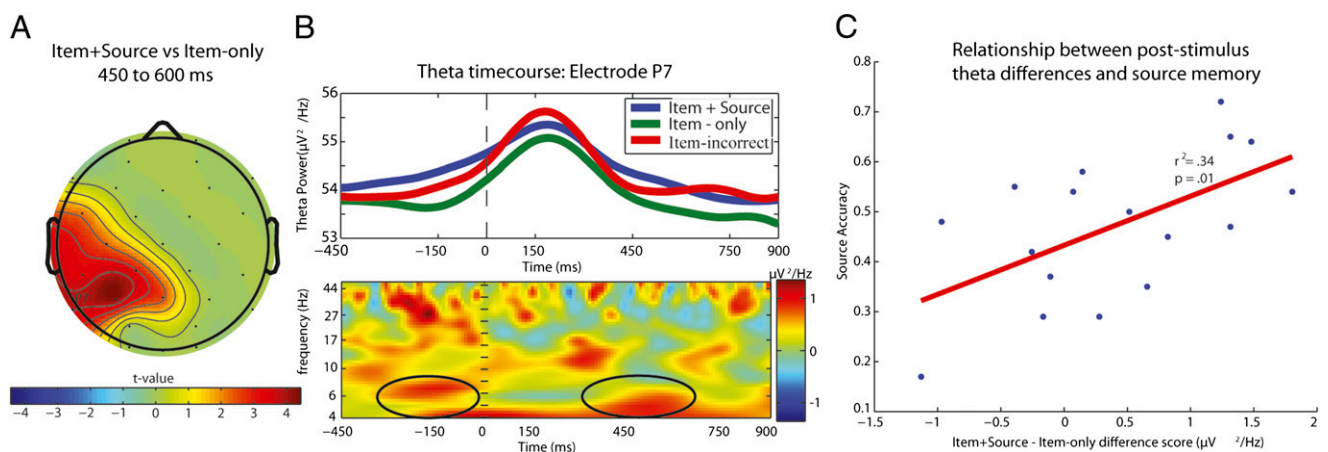 A
Item+Source vs Item-only
450 to 600 ms
t-value
−4 −3 −2 −1 0 1 2 3 4
B
Theta timecourse: Electrode P7
Theta Power(µV² /Hz)
56
55
54
53
Item + Source
Item - only
Item-incorrect
−450 −150 0 150 450 750 900
Time (ms)
µV²/Hz
frequency (Hz)
44
27
17
10
6
4
1
0
-1
−450 −150 0 150 450 750 900
Time (ms)
C
Relationship between post-stimulus
theta differences and source memory
Source Accuracy
0.8
0.7
0.6
0.5
0.4
0.3
0.2
0.1
r²= .34
p = .01
−1.5 −1 −0.5 0 0.5 1 1.5 2
Item+Source - Item-only difference score (µV ²/Hz)